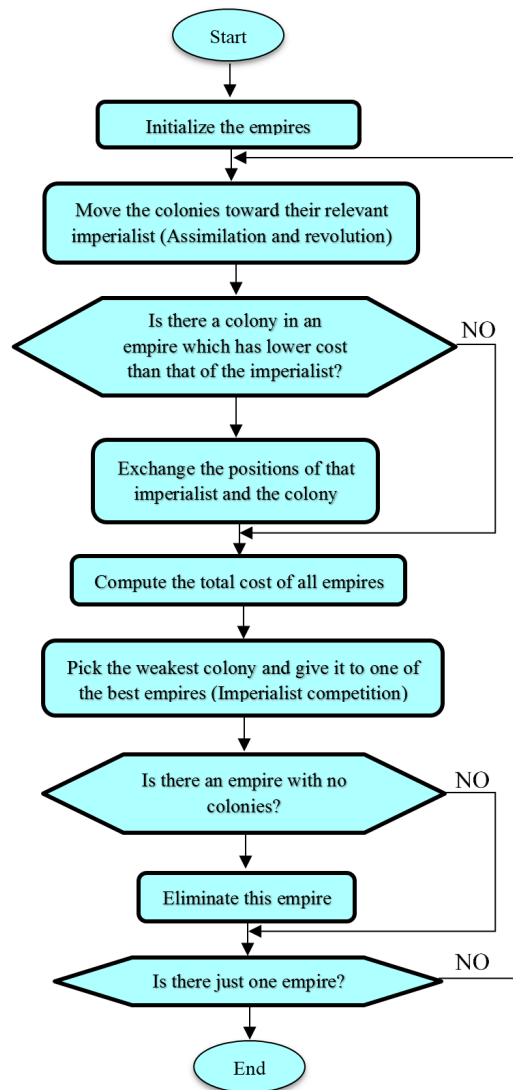 Start
Initialize the empires
Move the colonies toward their relevant
imperialist (Assimilation and revolution)
Is there a colony in an
empire which has lower cost
than that of the imperialist?
NO
Exchange the positions of that
imperialist and the colony
Compute the total cost of all empires
Pick the weakest colony and give it to one of
the best empires (Imperialist competition)
Is there an empire with no
colonies?
NO
Eliminate this empire
Is there just one empire?
NO
End